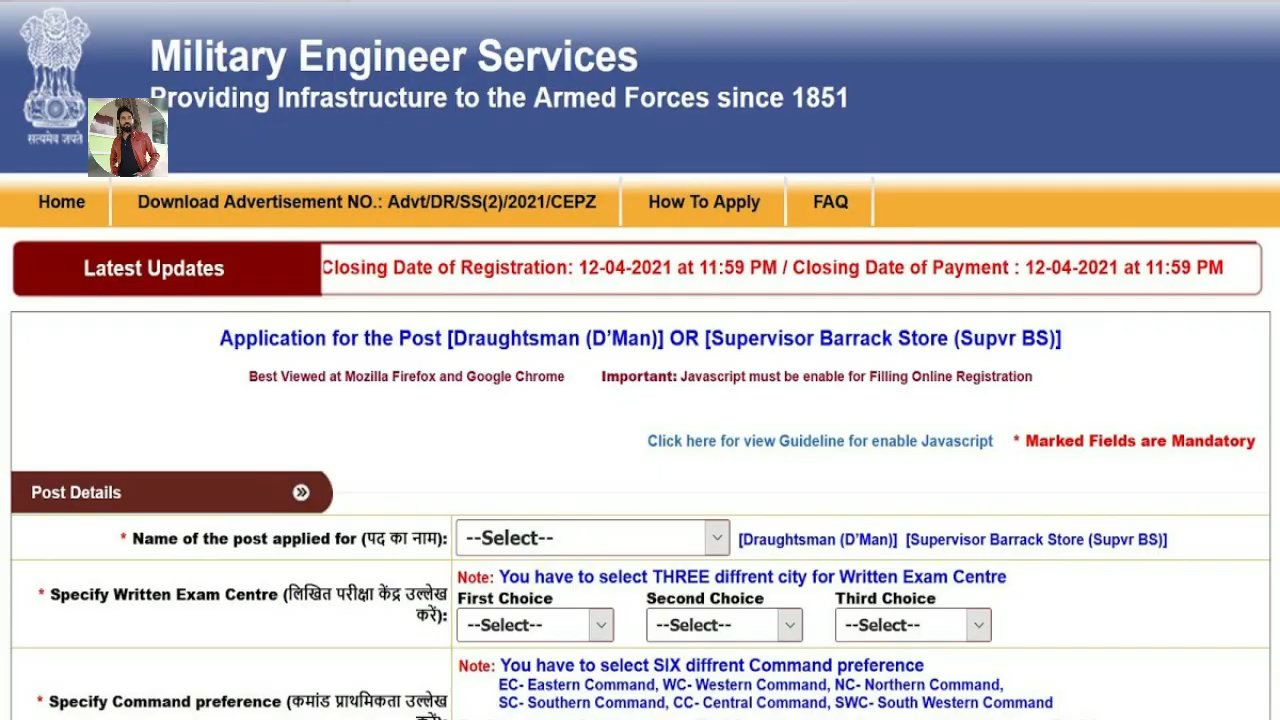 Military Engineer Services
Providing Infrastructure to the Armed Forces since 1851
सत्यमेव जयते
Home Download Advertisement NO.: Advt/DR/SS(2)/2021/CEPZ How To Apply FAQ
Latest Updates Closing Date of Registration: 12-04-2021 at 11:59 PM / Closing Date of Payment : 12-04-2021 at 11:59 PM
Application for the Post [Draughtsman (D’Man)] OR [Supervisor Barrack Store (Supvr BS)]
Best Viewed at Mozilla Firefox and Google Chrome Important: Javascript must be enable for Filling Online Registration
Click here for view Guideline for enable Javascript * Marked Fields are Mandatory
Post Details
* Name of the post applied for (पद का नाम): --Select-- [Draughtsman (D’Man)] [Supervisor Barrack Store (Supvr BS)]
Note: You have to select THREE diffrent city for Written Exam Centre
* Specify Written Exam Centre (लिखित परीक्षा केंद्र उल्लेख करें):
First Choice Second Choice Third Choice
--Select-- --Select-- --Select--
Note: You have to select SIX diffrent Command preference
EC- Eastern Command, WC- Western Command, NC- Northern Command,
SC- Southern Command, CC- Central Command, SWC- South Western Command
* Specify Command preference (कमांड प्राथमिकता उल्लेख